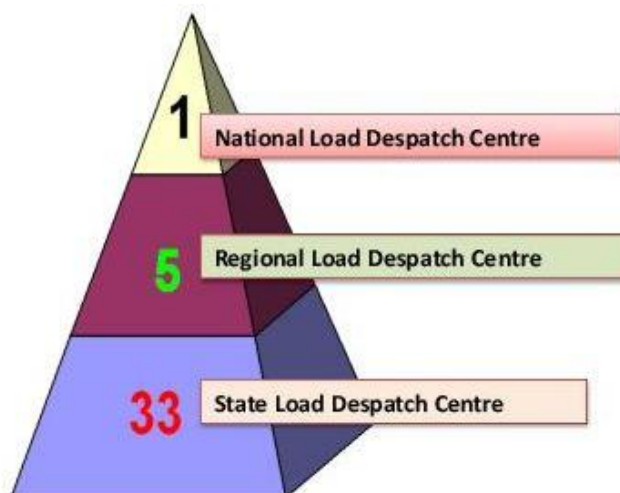 1
National Load Despatch Centre
5
Regional Load Despatch Centre
33
State Load Despatch Centre